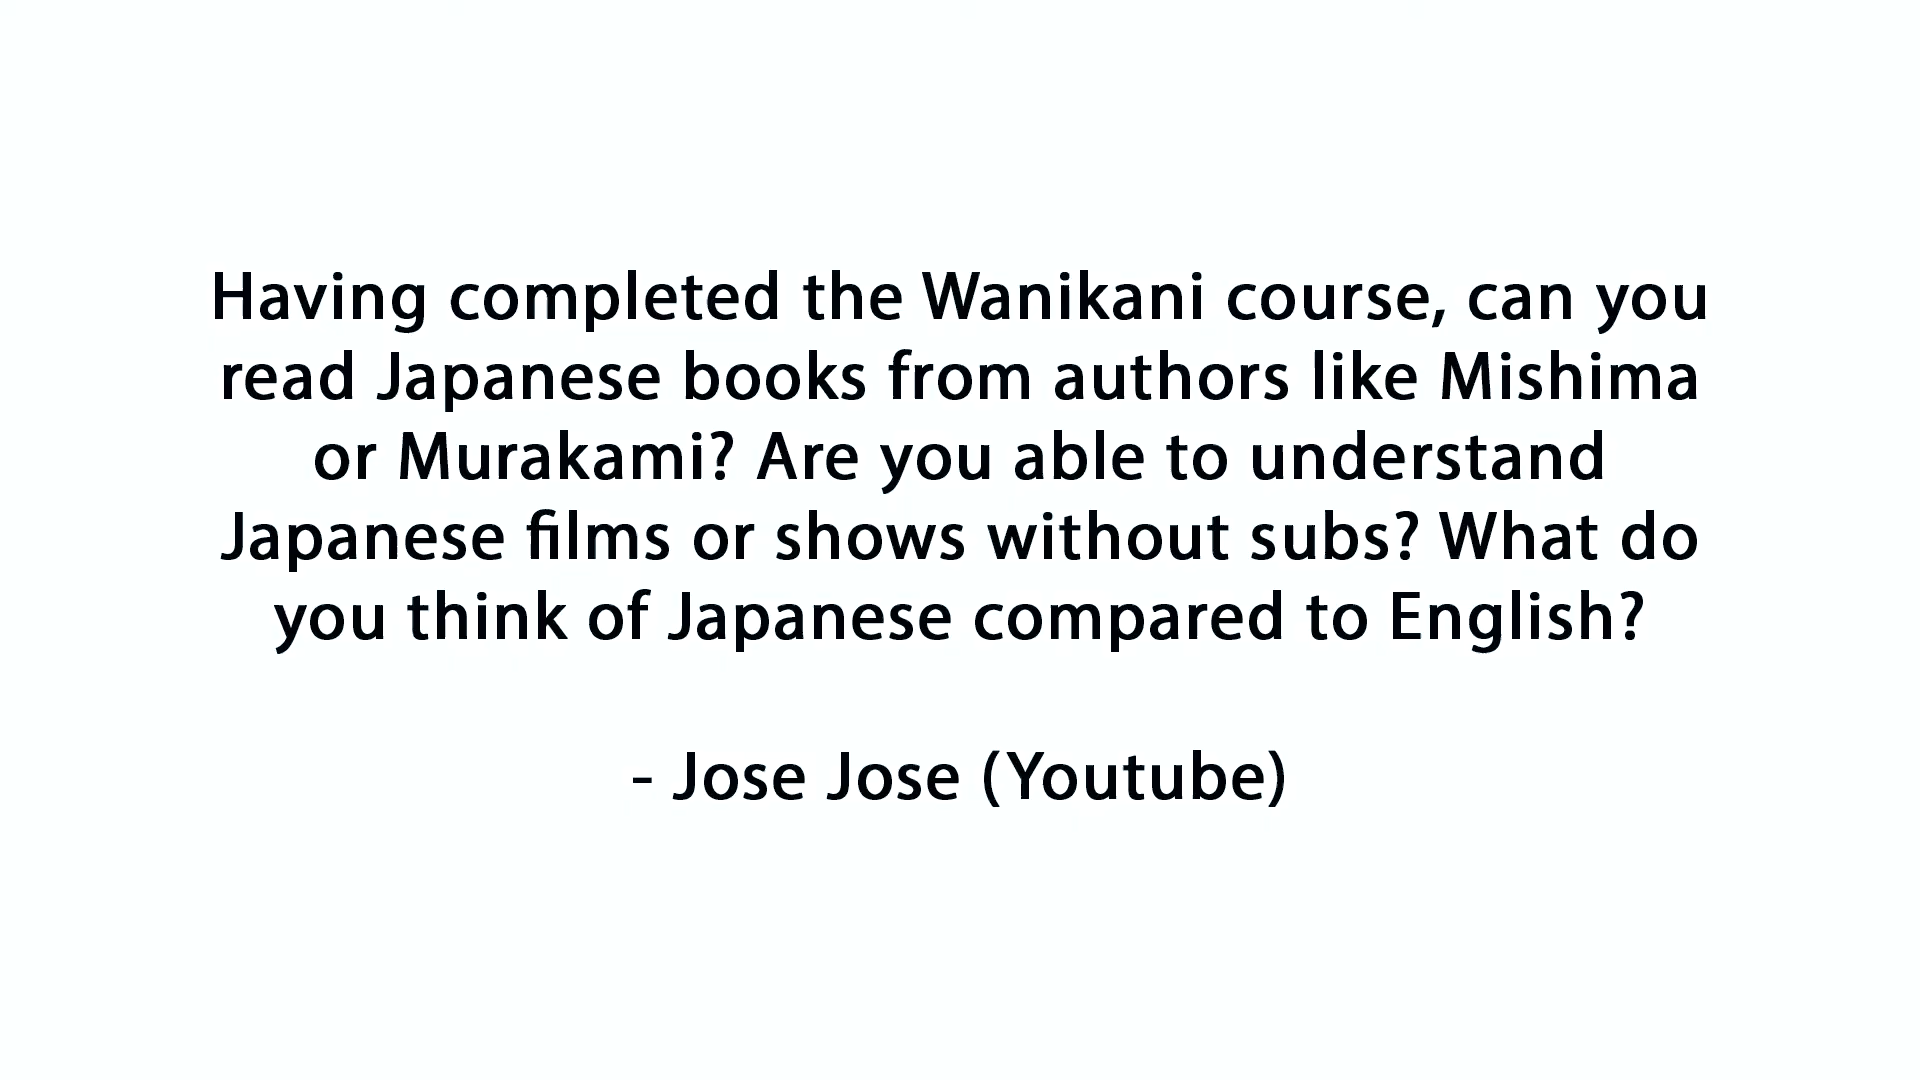 Having completed the Wanikani course, can you
read Japanese books from authors like Mishima
or Murakami? Are you able to understand
Japanese films or shows without subs? What do
you think of Japanese compared to English?
- Jose Jose (Youtube)